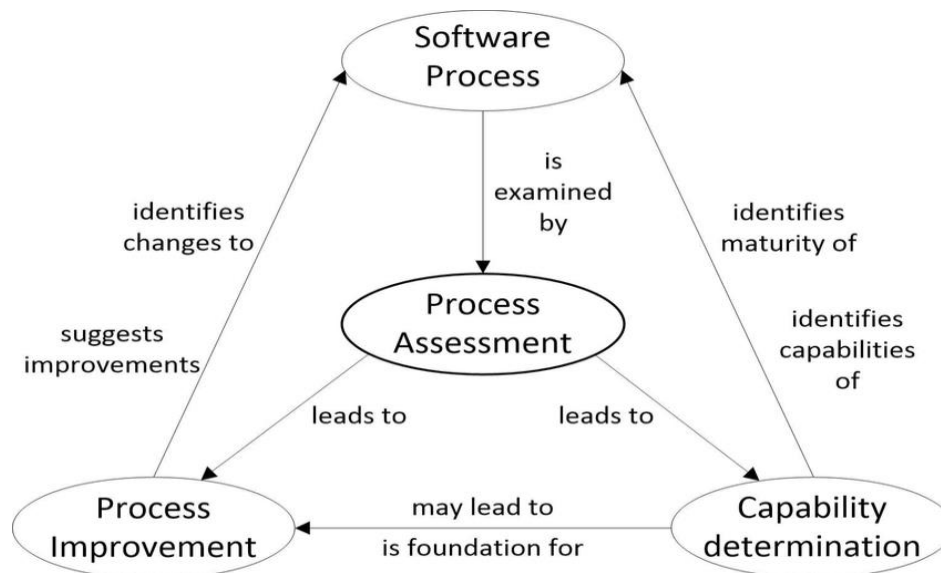 Software
Process
is
examined
by
identifies
changes to
identifies
maturity of
Process
Assessment
suggests
improvements
identifies
capabilities
of
leads to
leads to
Process
Improvement
may lead to
is foundation for
Capability
determination